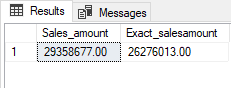 Results Messages
Sales_amount Exact_salesamount
1 29358677.00 26276013.00